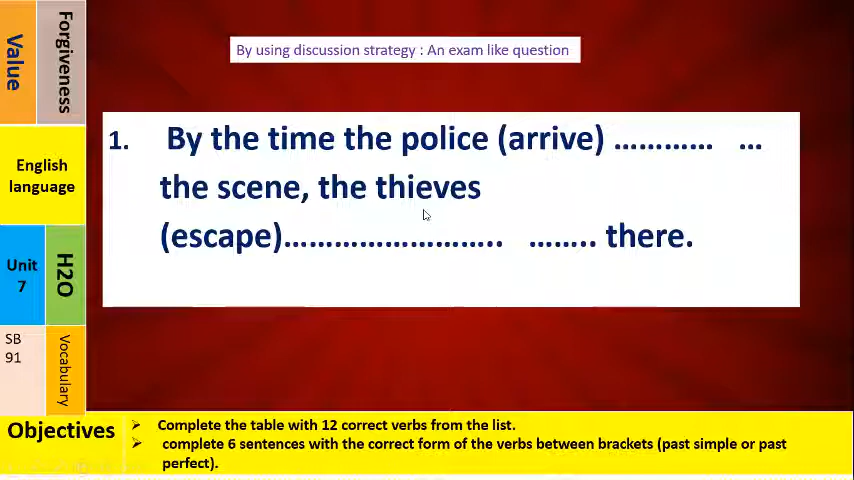 Value
Forgiveness
By using discussion strategy : An exam like question
1. By the time the police (arrive) ………… …
the scene, the thieves
(escape)…………………….. …….. there.
English
language
Unit
7
H2O
SB
91
Vocabulary
Objectives
Complete the table with 12 correct verbs from the list.
complete 6 sentences with the correct form of the verbs between brackets (past simple or past
perfect).